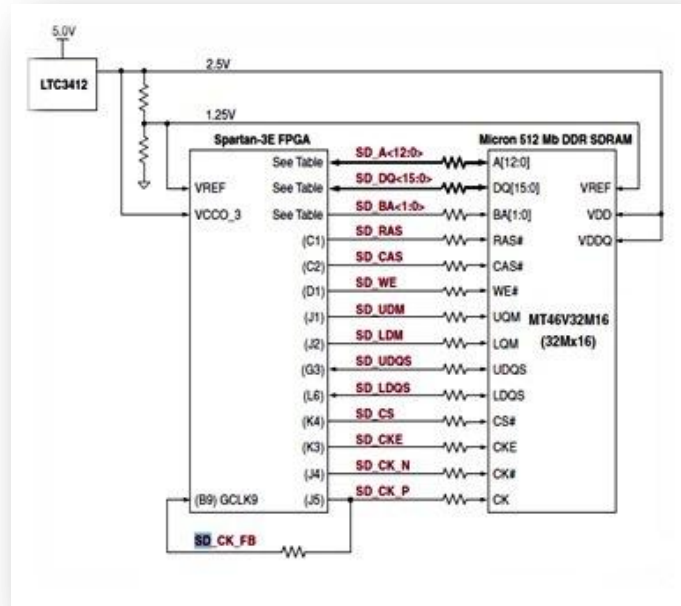 5.0V
LTC3412
2.5V
1.25V
Spartan-3E FPGA
Micron 512 Mb DDR SDRAM
See Table
SD_A<12:0>
A[12:0]
VREF
See Table
SD_DQ<15:0>
DQ[15:0]
VREF
VCCO_3
See Table
SD_BA<1:0>
BA[1:0]
VDD
(C1)
SD_RAS
RAS#
VDDQ
(C2)
SD_CAS
CAS#
(D1)
SD_WE
WE#
(J1)
SD_UDM
UQM
MT46V32M16
(32Mx16)
(J2)
SD_LDM
LQM
(G3)
SD_UDQS
UDQS
(L6)
SD_LDQS
LDQS
(K4)
SD_CS
CS#
(K3)
SD_CKE
CKE
(J4)
SD_CK_N
CK#
(B9) GCLK9
(J5)
SD_CK_P
CK
SD_CK_FB